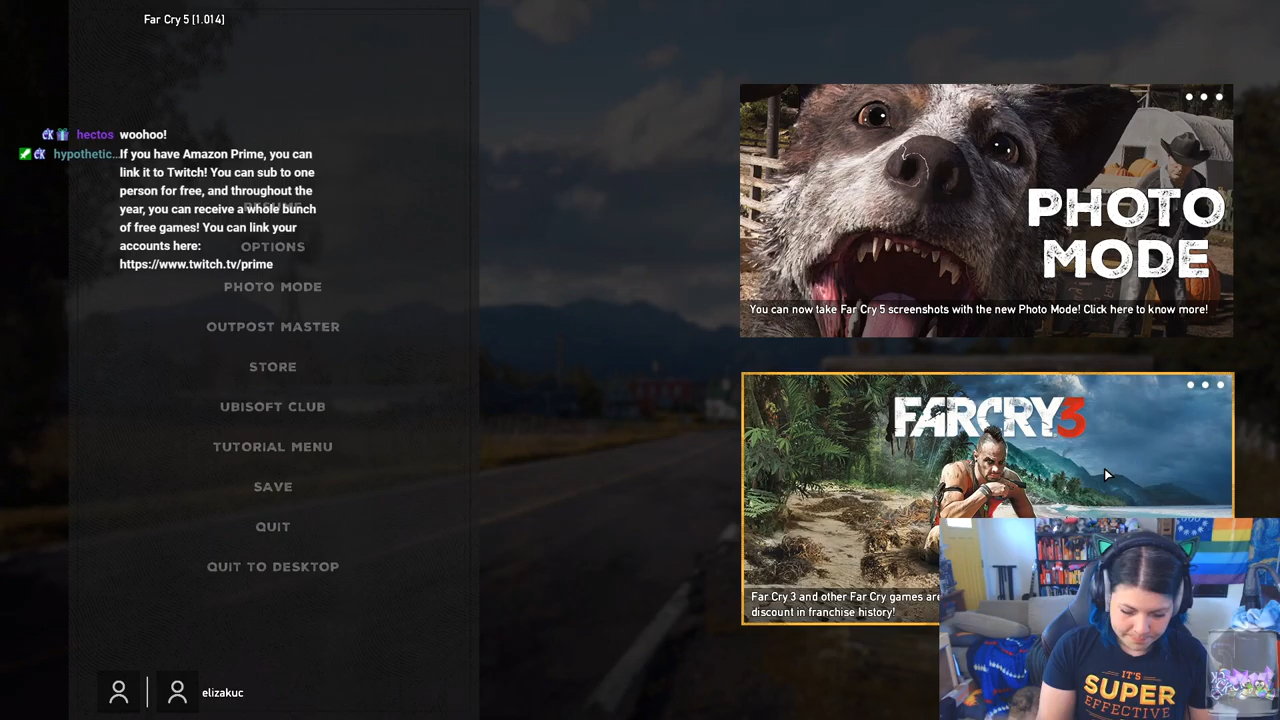 Far Cry 5 [1.014]
hectos woohoo!
hypothetic... If you have Amazon Prime, you can
link it to Twitch! You can sub to one
person for free, and throughout the
year, you can receive a whole bunch
of free games! You can link your
accounts here:
https://www.twitch.tv/prime
OPTIONS
PHOTO MODE
OUTPOST MASTER
STORE
UBISOFT CLUB
TUTORIAL MENU
SAVE
QUIT
QUIT TO DESKTOP
elizakuc
PHOTO
MODE
You can now take Far Cry 5 screenshots with the new Photo Mode! Click here to know more!
FARCRY3
Far Cry 3 and other Far Cry games are
discount in franchise history!
IT'S
SUPER
EFFECTIVE